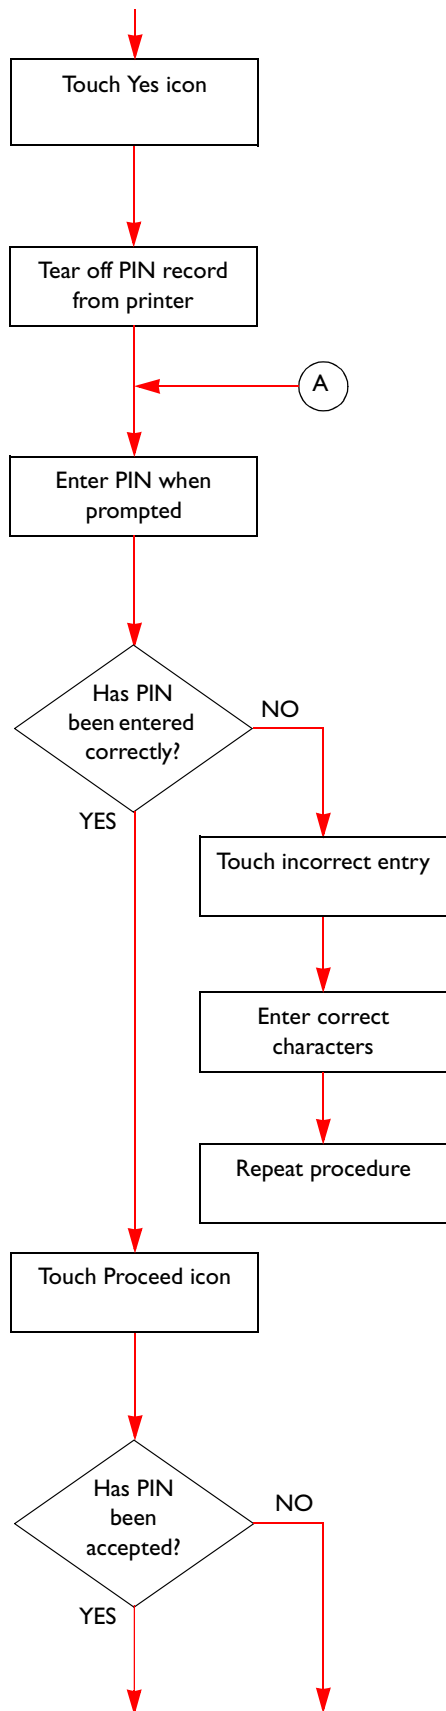 Touch Yes icon
Tear off PIN record
from printer
A
Enter PIN when
prompted
Has PIN
been entered
correctly?
NO
YES
Touch incorrect entry
Enter correct
characters
Repeat procedure
Touch Proceed icon
Has PIN
been
accepted?
NO
YES